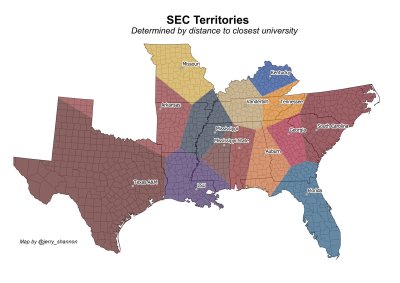 SEC Territories
Determined by distance to closest university
Missouri
Kentucky
Vanderbilt
Tennessee
Arkansas
Mississippi
South Carolina
Georgia
Mississippi State
Auburn
Texas A&M
LSU
Florida
Map by @jerry_shannon